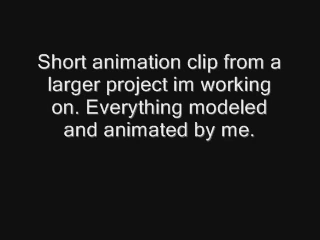 Short animation clip from a
larger project im working
on. Everything modeled
and animated by me.